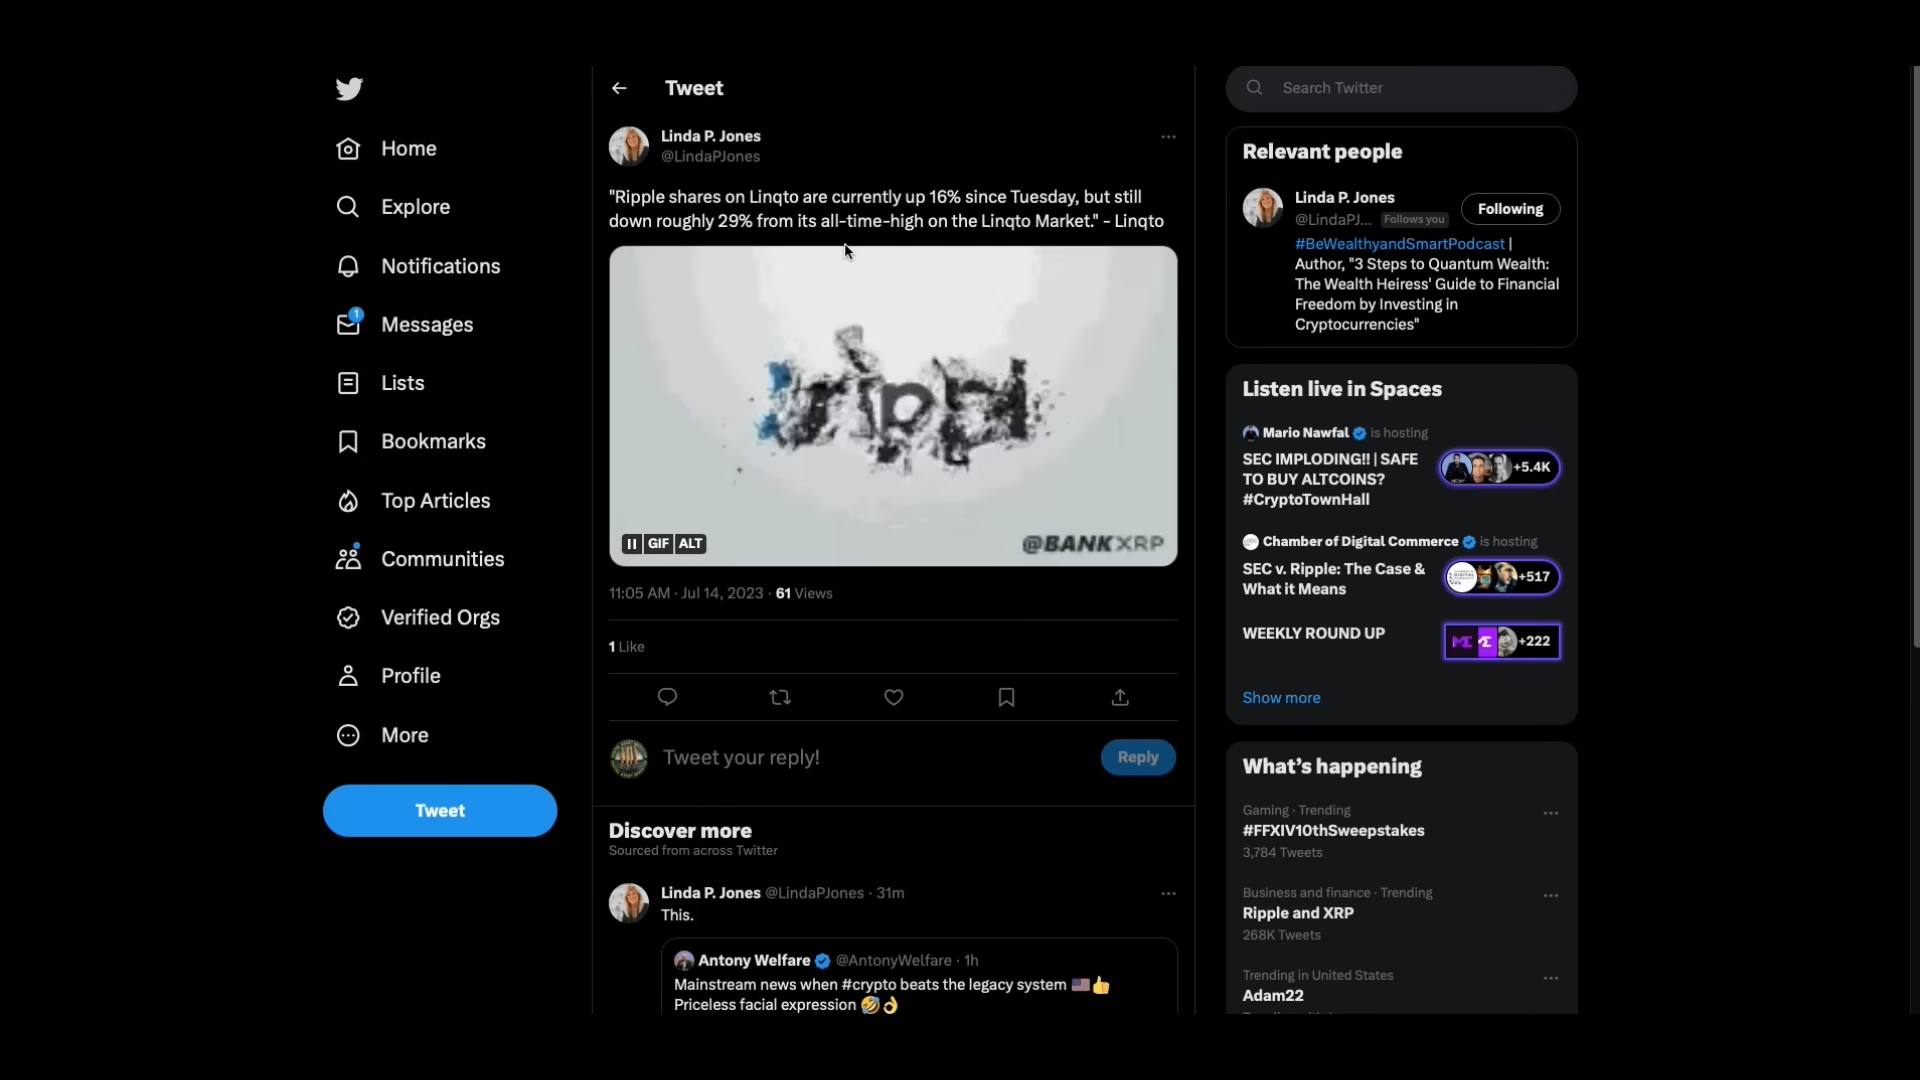 Home
Explore
Notifications
1
Messages
Lists
Bookmarks
Top Articles
Communities
Verified Orgs
Profile
More
Tweet
Tweet
Linda P. Jones
@LindaPJones
"Ripple shares on Linqto are currently up 16% since Tuesday, but still
down roughly 29% from its all-time-high on the Linqto Market." - Linqto
GIF ALT
@BANKXRP
11:05 AM · Jul 14, 2023 · 61 Views
1 Like
Tweet your reply!
Reply
Discover more
Sourced from across Twitter
Linda P. Jones @LindaPJones · 31m
This.
Antony Welfare @AntonyWelfare · 1h
Mainstream news when #crypto beats the legacy system 🇺🇸👍
Priceless facial expression 🤣👌
Search Twitter
Relevant people
Linda P. Jones
@LindaPJ... Follows you
Following
#BeWealthyandSmartPodcast |
Author, "3 Steps to Quantum Wealth:
The Wealth Heiress' Guide to Financial
Freedom by Investing in
Cryptocurrencies"
Listen live in Spaces
Mario Nawfal is hosting
SEC IMPLODING!! | SAFE
TO BUY ALTCOINS?
#CryptoTownHall
+5.4K
Chamber of Digital Commerce is hosting
SEC v. Ripple: The Case &
What it Means
+517
WEEKLY ROUND UP
+222
Show more
What's happening
Gaming · Trending
#FFXIV10thSweepstakes
3,784 Tweets
Business and finance · Trending
Ripple and XRP
268K Tweets
Trending in United States
Adam22